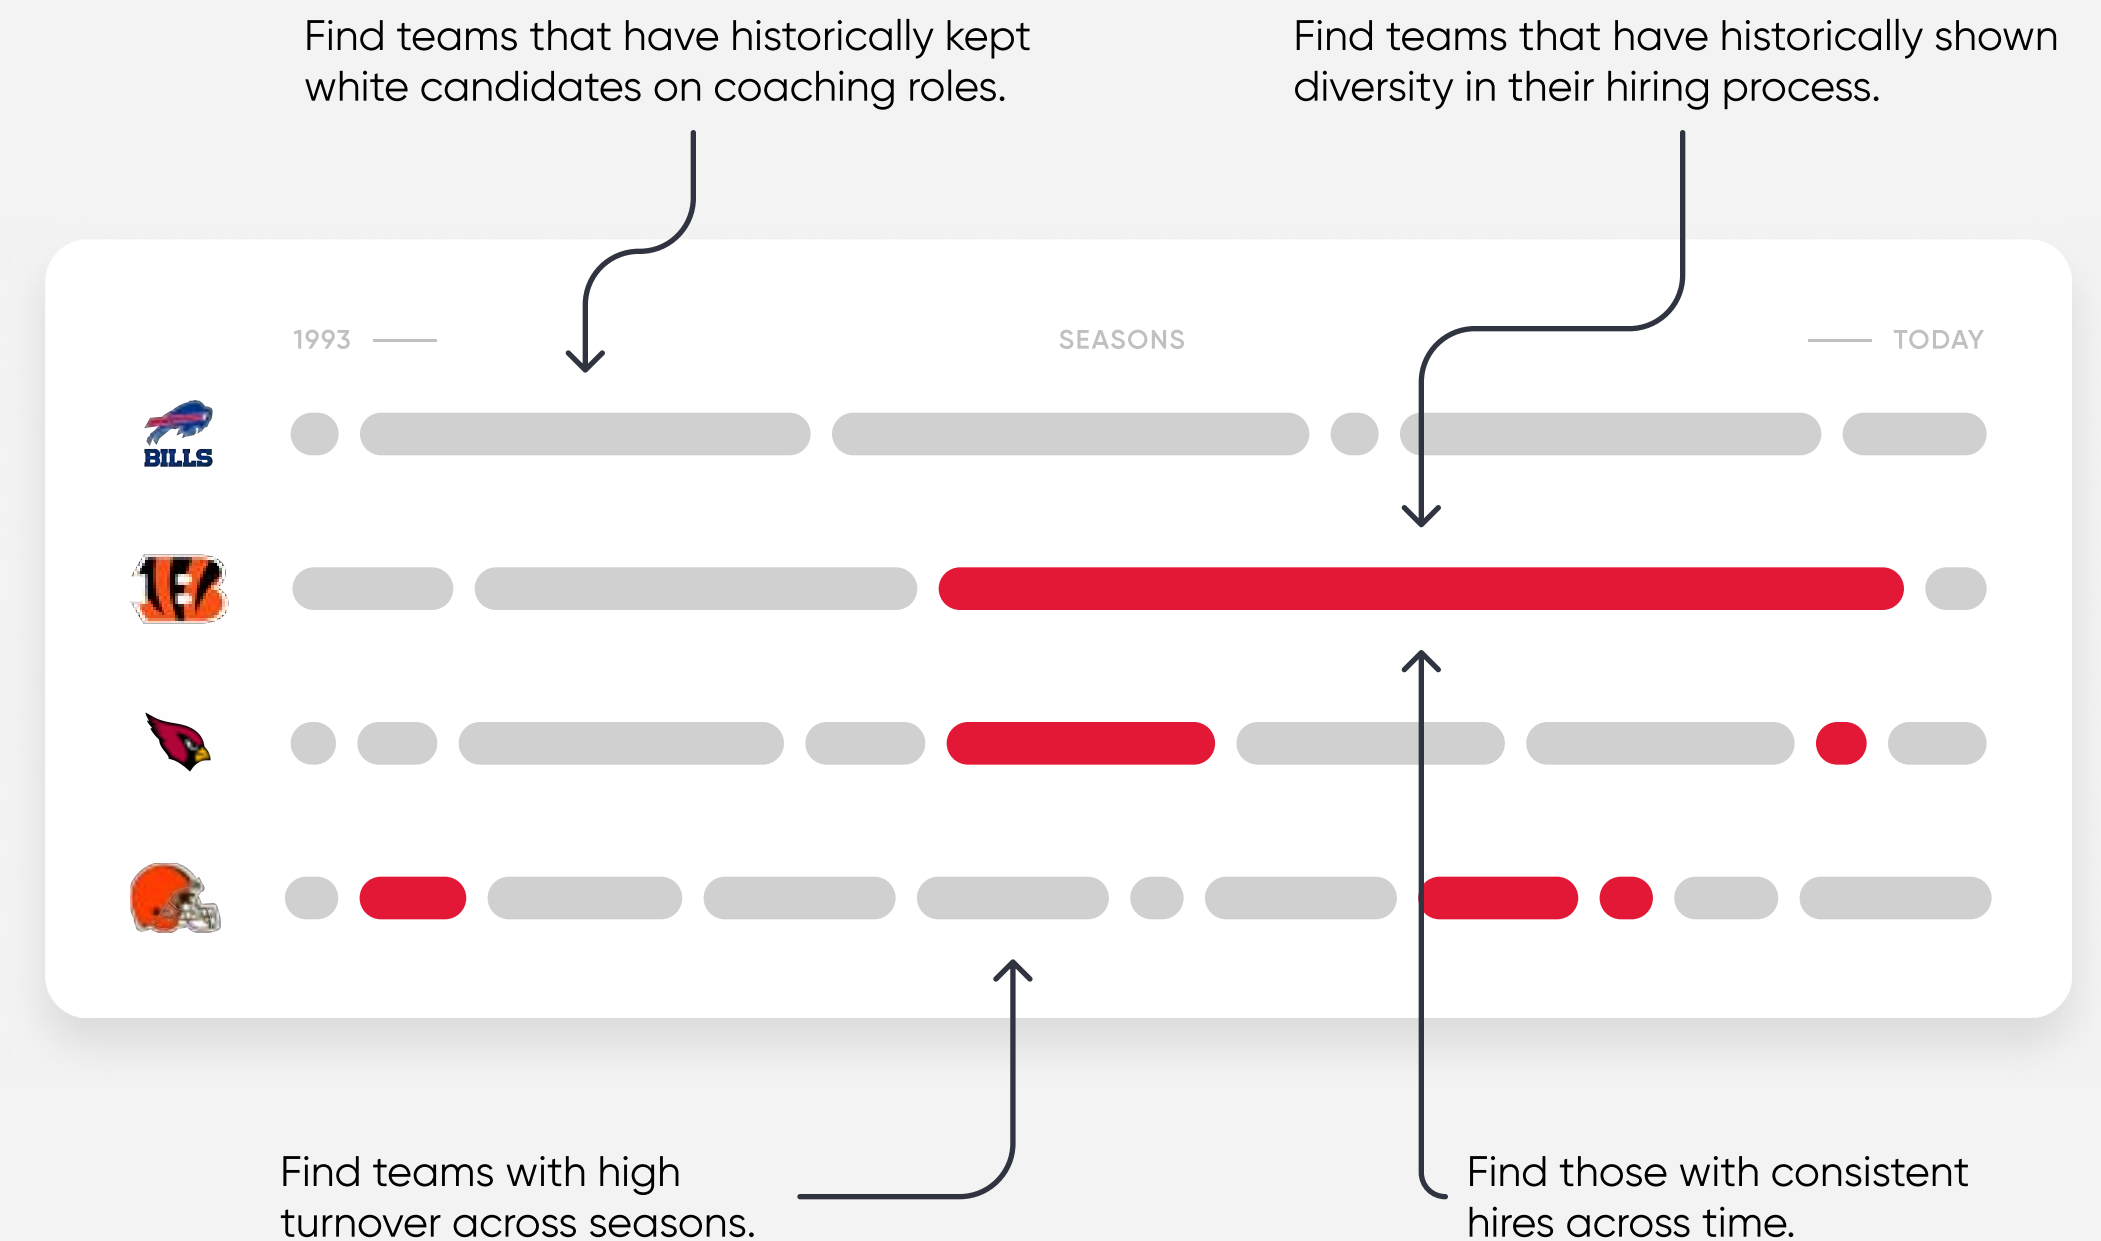 Find teams that have historically kept
white candidates on coaching roles.
Find teams that have historically shown
diversity in their hiring process.
1993
SEASONS
TODAY
BILLS
Find teams with high
turnover across seasons.
Find those with consistent
hires across time.